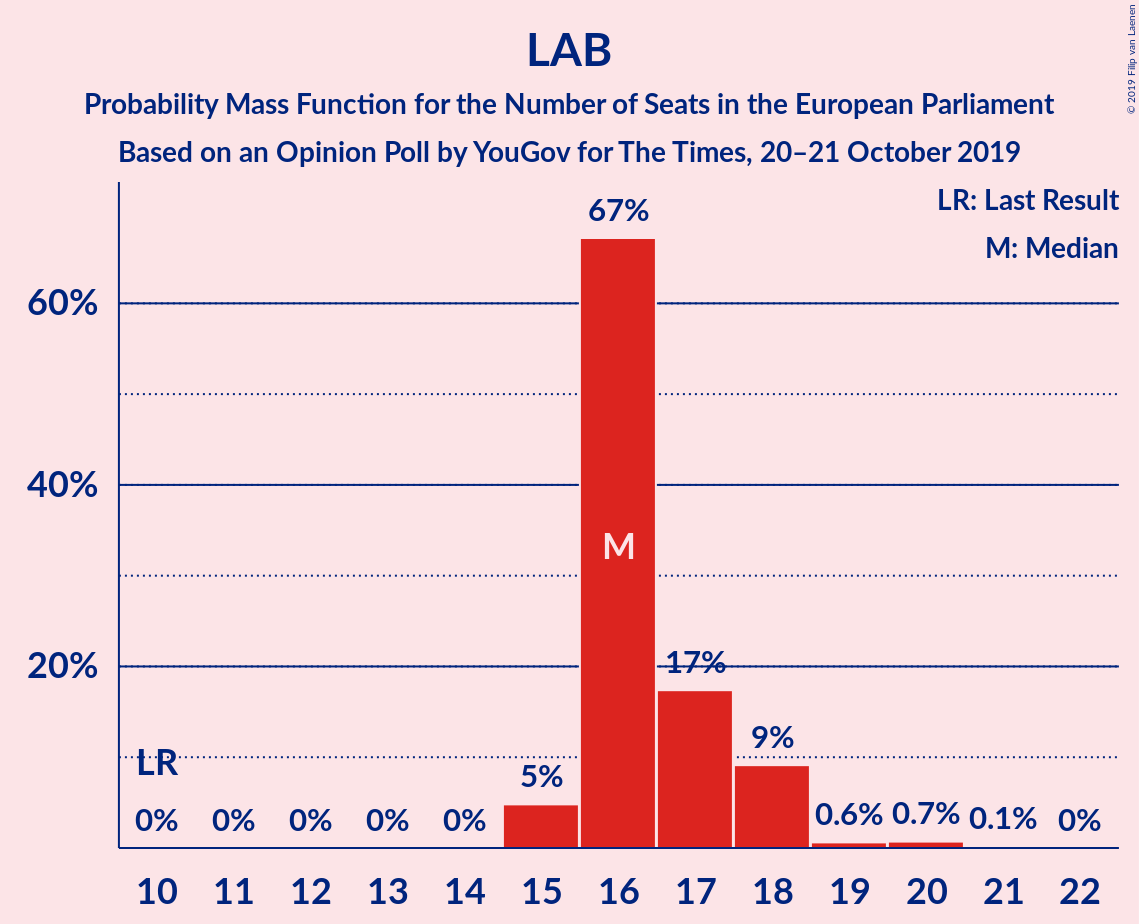 LAB
Probability Mass Function for the Number of Seats in the European Parliament
Based on an Opinion Poll by YouGov for The Times, 20–21 October 2019
© 2019 Filip van Laenen
LR: Last Result
M: Median
60%
40%
20%
67%
M
17%
9%
LR
5%
0% 0% 0% 0% 0% 0.6% 0.7% 0.1% 0%
10 11 12 13 14 15 16 17 18 19 20 21 22